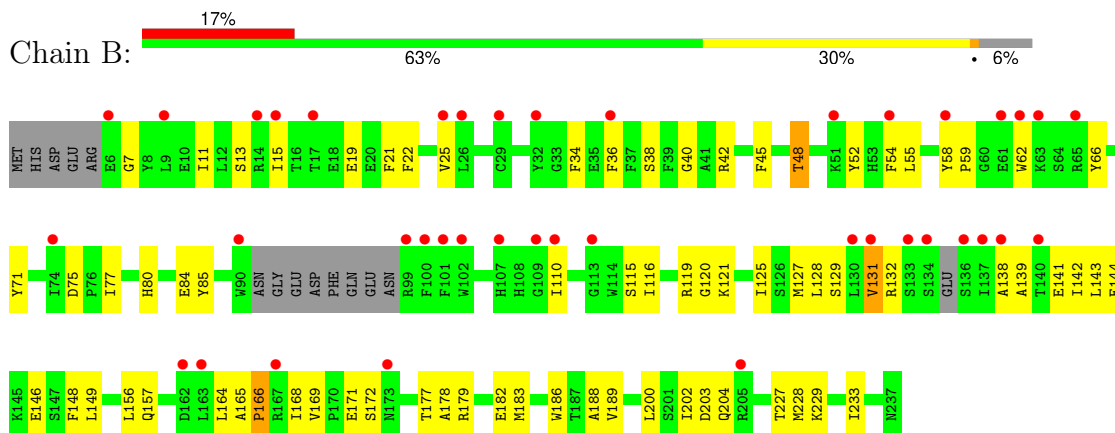 17%
Chain B:
63% 30% • 6%
MET HIS ASP GLU ARG E6 G7 Y8 L9 E10 I11 L12 S13 R14 I15 T16 T17 E18 E19 E20 F21 F22 V25 L26 C29 Y32 G33 F34 E35 F36 F37 S38 F39 G40 A41 R42 F45 T48 K51 Y52 H53 F54 L55 Y58 P59 G60 E61 W62 K63 S64 R65 Y66
Y71 I74 D75 P76 I77 H80 E84 Y85 W90 ASN GLY GLU ASP PHE GLN GLU ASN R99 F100 F101 W102 H107 H108 G109 I110 G113 W114 S115 I116 R119 G120 K121 I125 S126 M127 L128 S129 L130 V131 R132 S133 S134 GLU S136 I137 A138 A139 T140 E141 I142 L143
K145 E146 S147 F148 L149 L156 Q157 D162 L163 L164 A165 P166 R167 I168 V169 P170 E171 S172 N173 T177 A178 R179 E182 M183 W186 T187 A188 V189 L200 S201 I202 D203 Q204 R205 T227 M228 K229 I233 N237